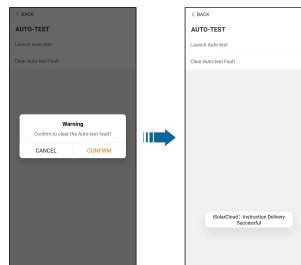 < BACK
AUTO-TEST
Launch Auto-test
Clear Auto-test Fault
Warning
Confirm to clear the Auto-test fault?
CANCEL
CONFIRM
< BACK
AUTO-TEST
Launch Auto-test
Clear Auto-test Fault
iSolarCloud: Instruction Delivery
Successful